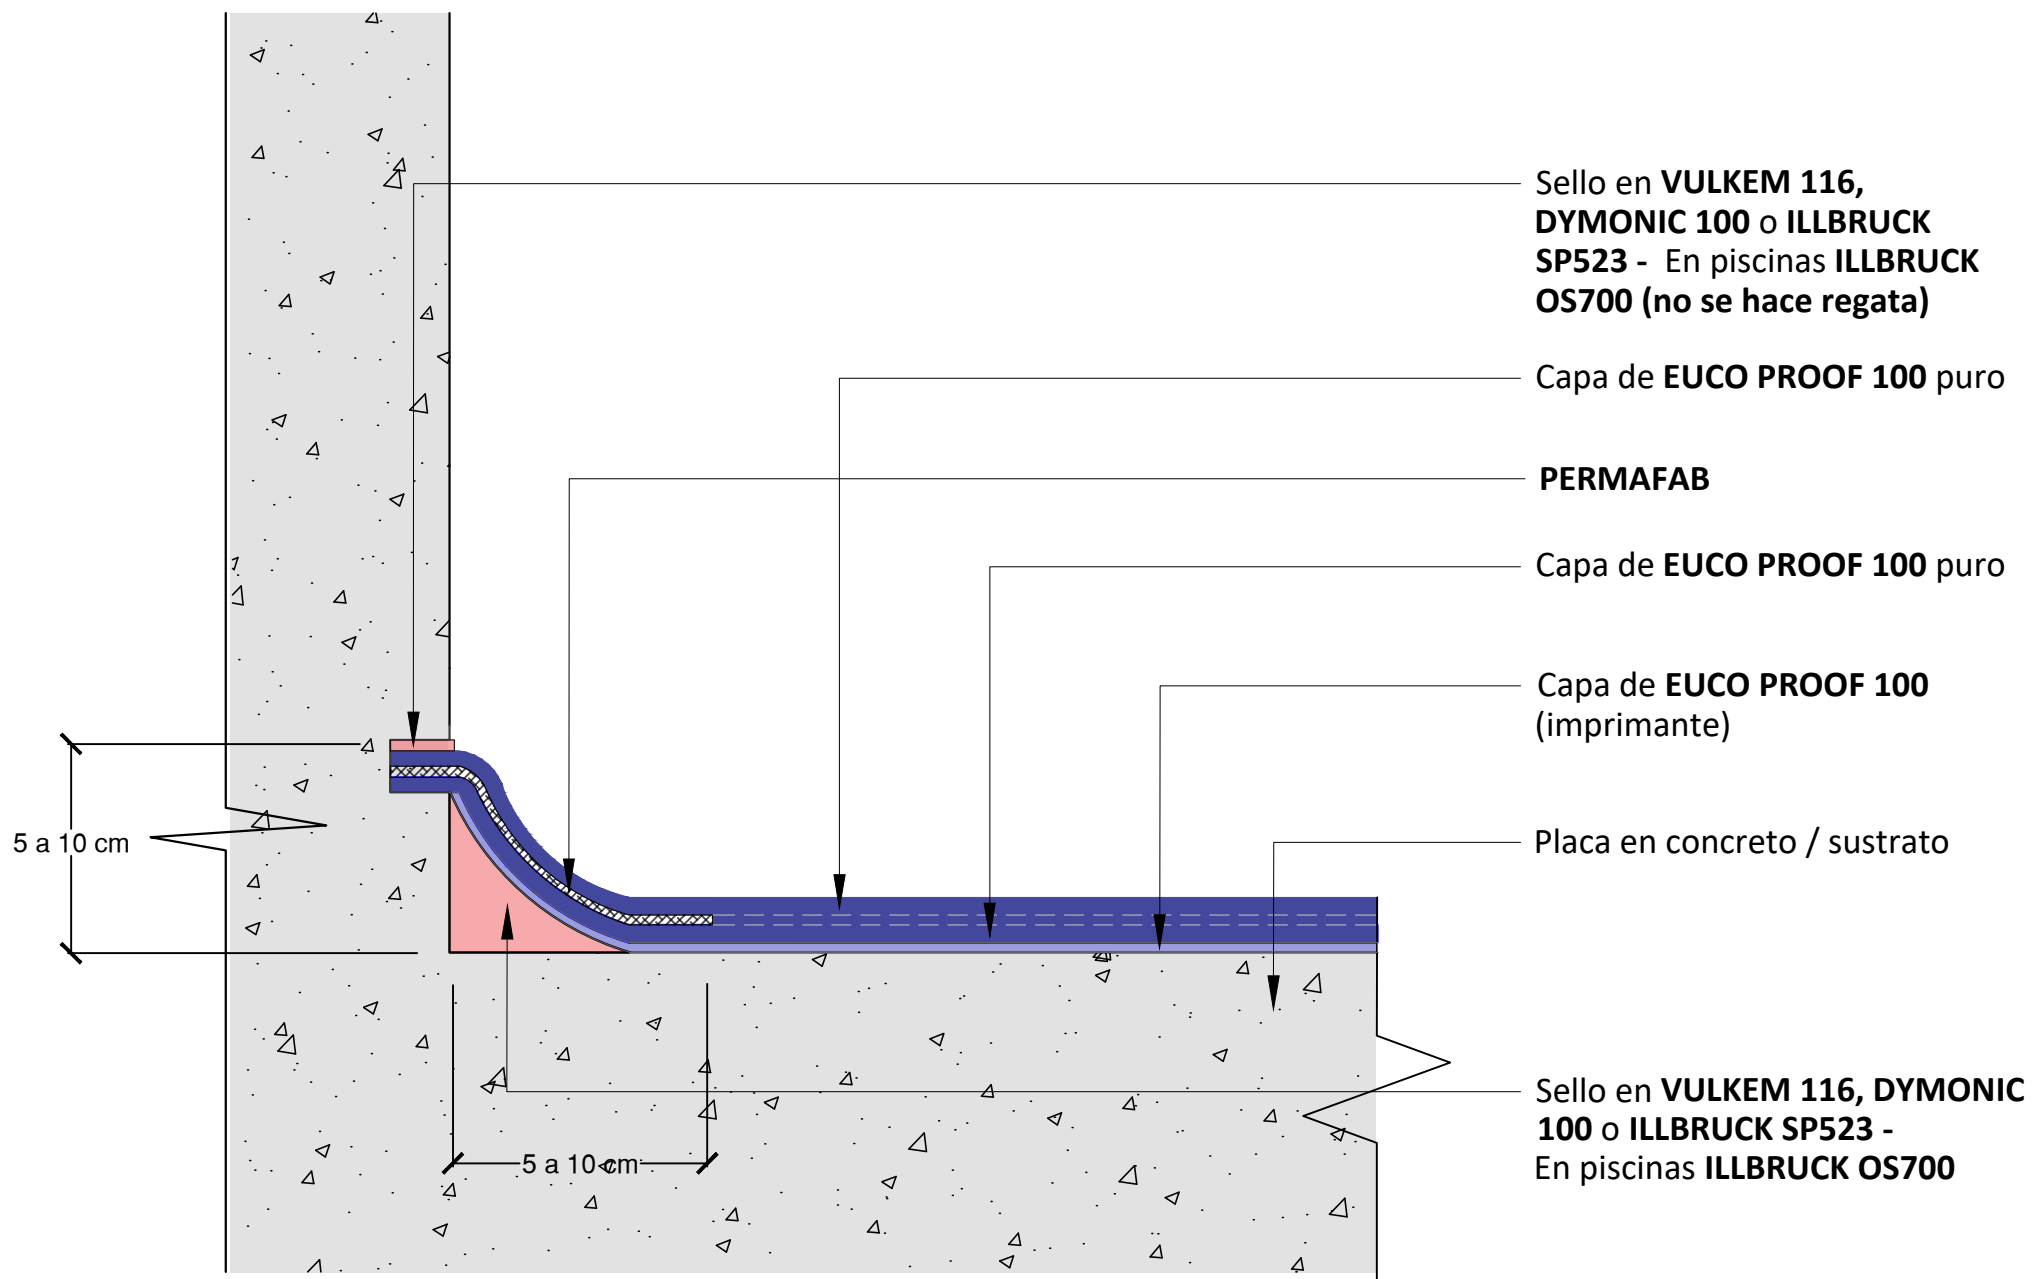 Sello en VULKEM 116,
DYMONIC 100 o ILLBRUCK
SP523 - En piscinas ILLBRUCK
OS700 (no se hace regata)
Capa de EUCO PROOF 100 puro
PERMAFAB
Capa de EUCO PROOF 100 puro
Capa de EUCO PROOF 100
(imprimante)
5 a 10 cm
Placa en concreto / sustrato
Sello en VULKEM 116, DYMONIC
100 o ILLBRUCK SP523 -
En piscinas ILLBRUCK OS700
5 a 10 cm